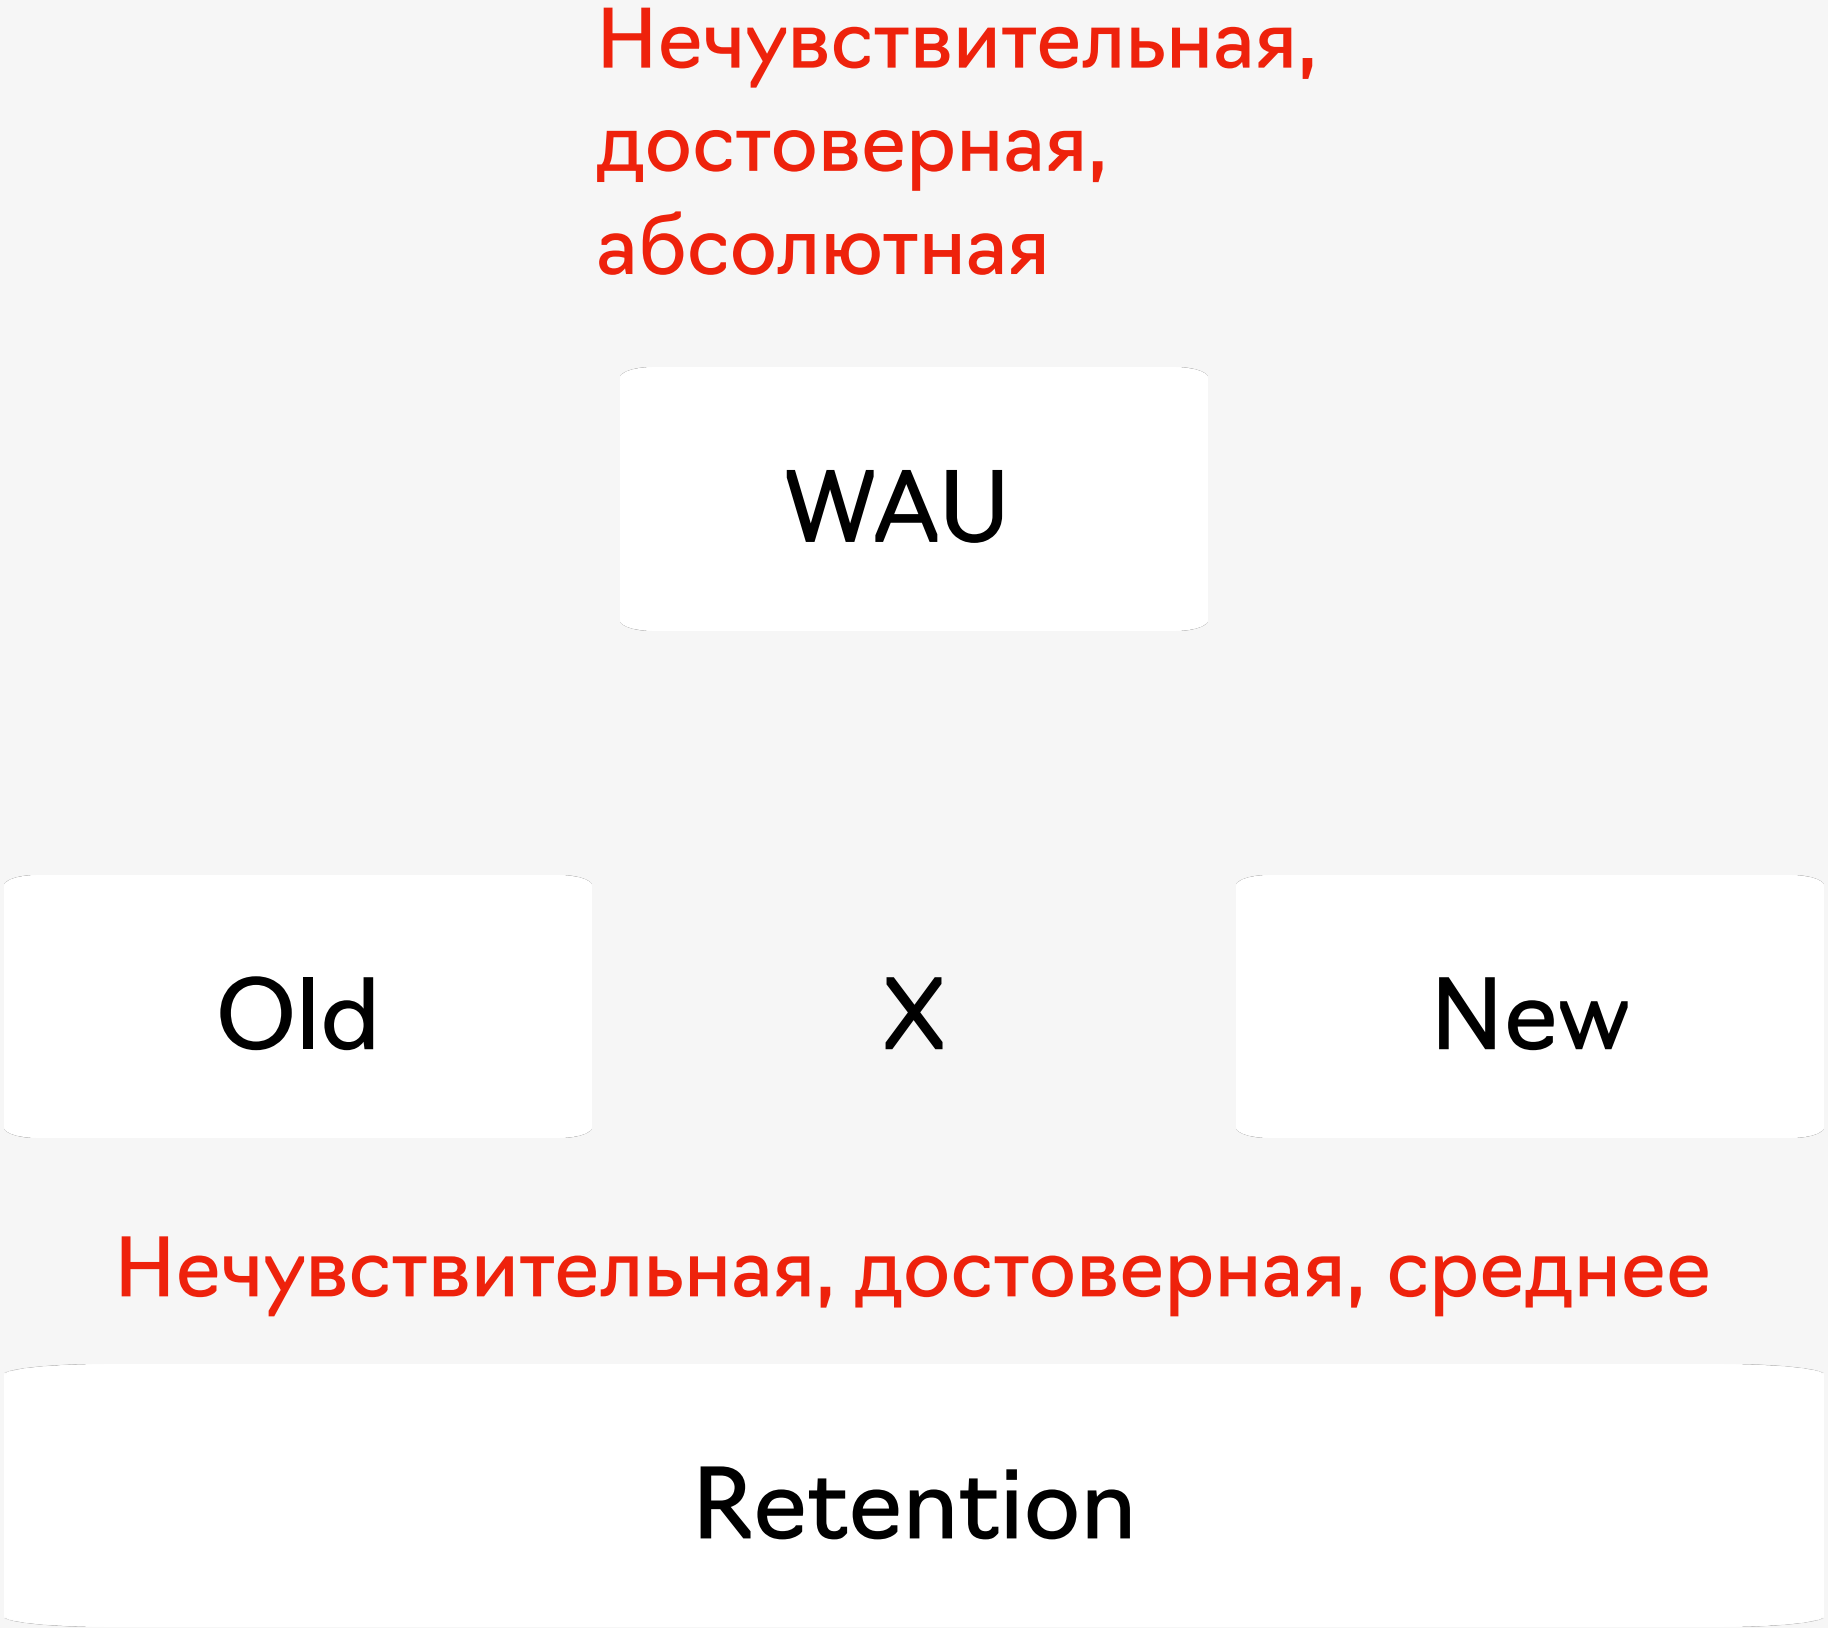 Нечувствительная,
достоверная,
абсолютная
WAU
Old X New
Нечувствительная, достоверная, среднее
Retention